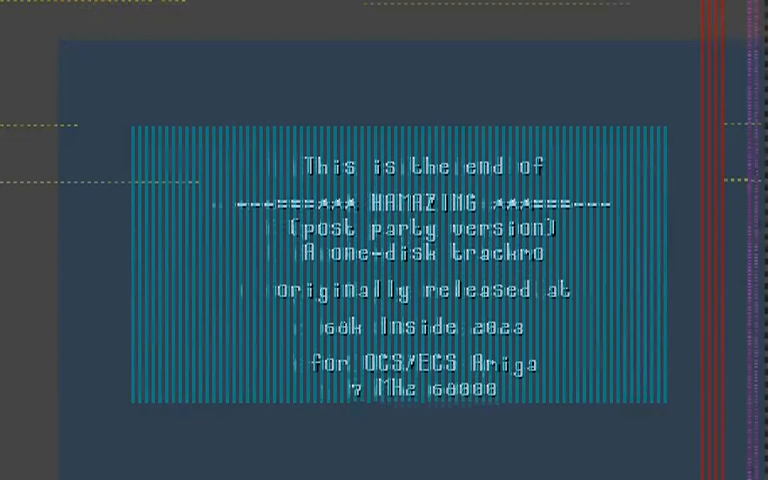 This is the end of
---===*** HAMAZING ***===---
(post party version)
A one-disk trackmo
originally released at
68k Inside 2023
for OCS/ECS Amiga
7 MHz 68000